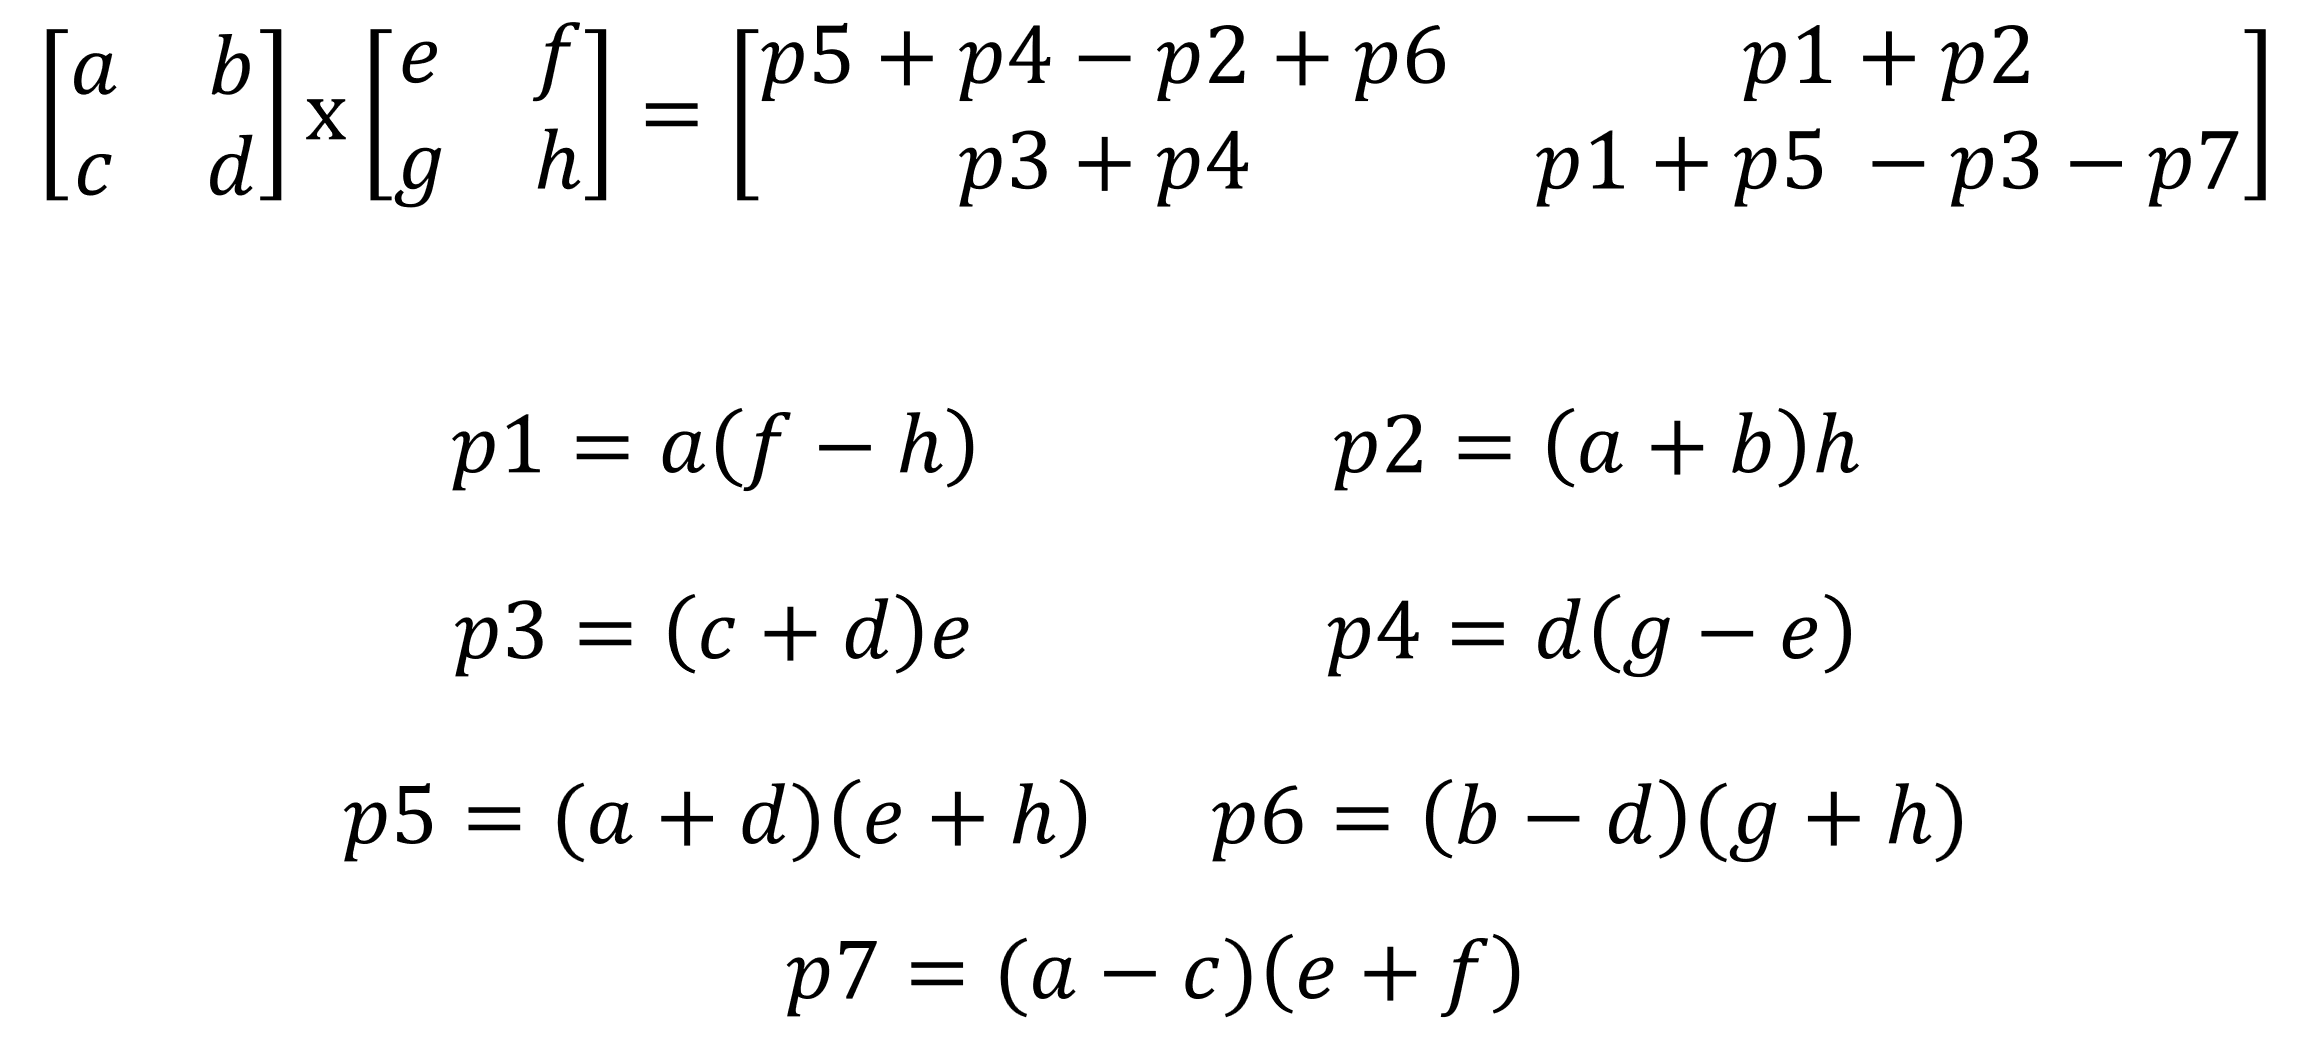 [a b] x [e f] = [p5 + p4 − p2 + p6 p1 + p2]
[c d] [g h] [p3 + p4 p1 + p5 − p3 − p7]
p1 = a(f − h) p2 = (a + b)h
p3 = (c + d)e p4 = d(g − e)
p5 = (a + d)(e + h) p6 = (b − d)(g + h)
p7 = (a − c)(e + f)